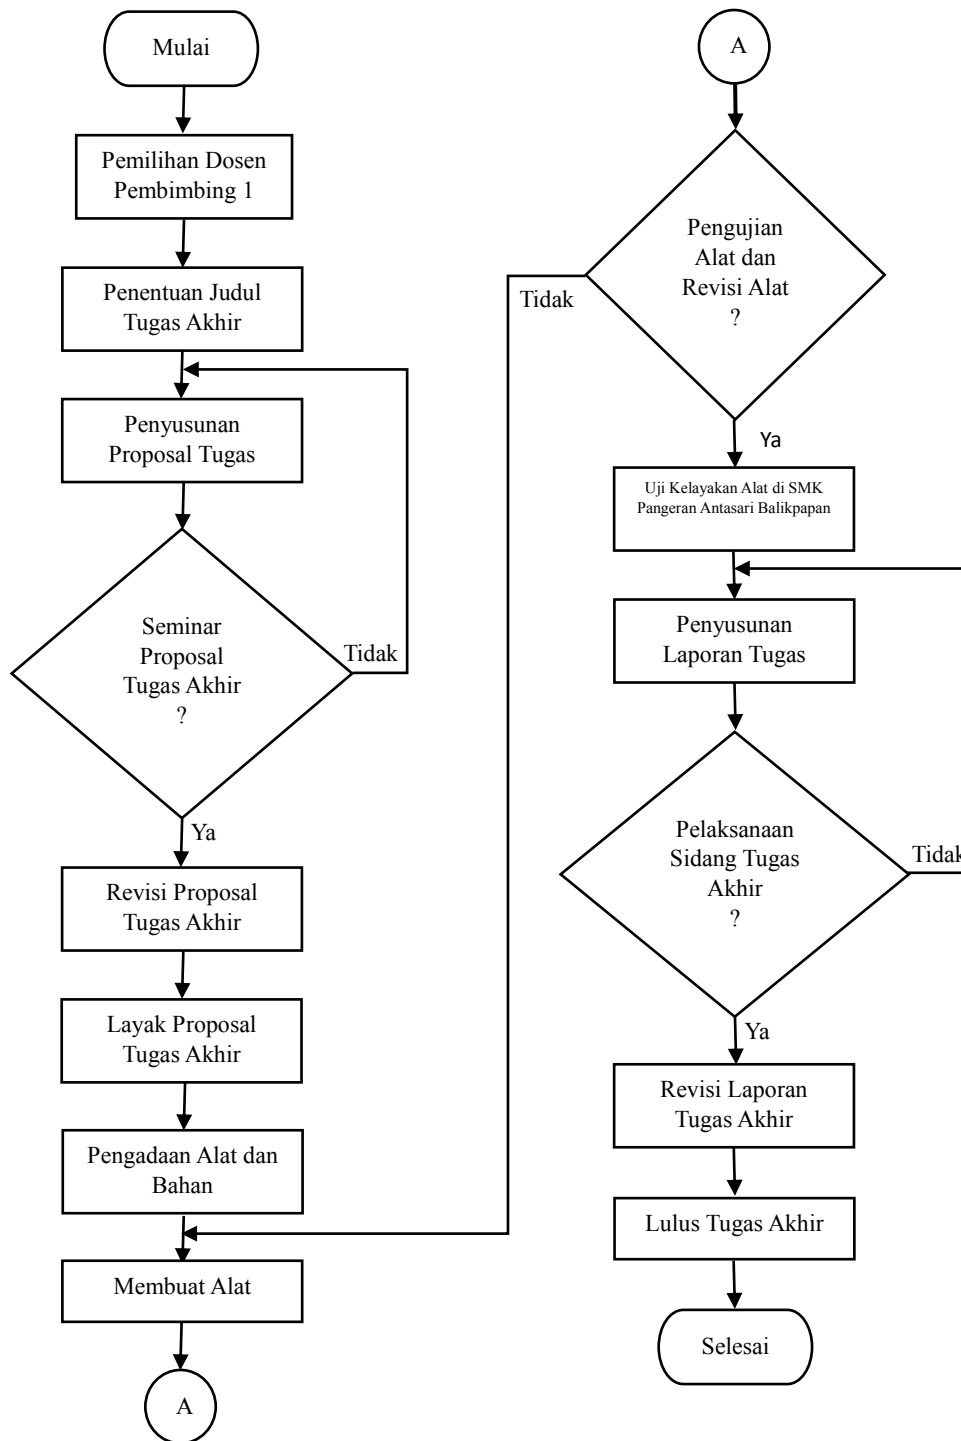 Mulai
Pemilihan Dosen
Pembimbing 1
Penentuan Judul
Tugas Akhir
Penyusunan
Proposal Tugas
Seminar
Proposal
Tugas Akhir
?
Tidak
Ya
Revisi Proposal
Tugas Akhir
Layak Proposal
Tugas Akhir
Pengadaan Alat dan
Bahan
Membuat Alat
A
A
Pengujian
Alat dan
Revisi Alat
?
Tidak
Ya
Uji Kelayakan Alat di SMK
Pangeran Antasari Balikpapan
Penyusunan
Laporan Tugas
Pelaksanaan
Sidang Tugas
Akhir
?
Tidak
Ya
Revisi Laporan
Tugas Akhir
Lulus Tugas Akhir
Selesai